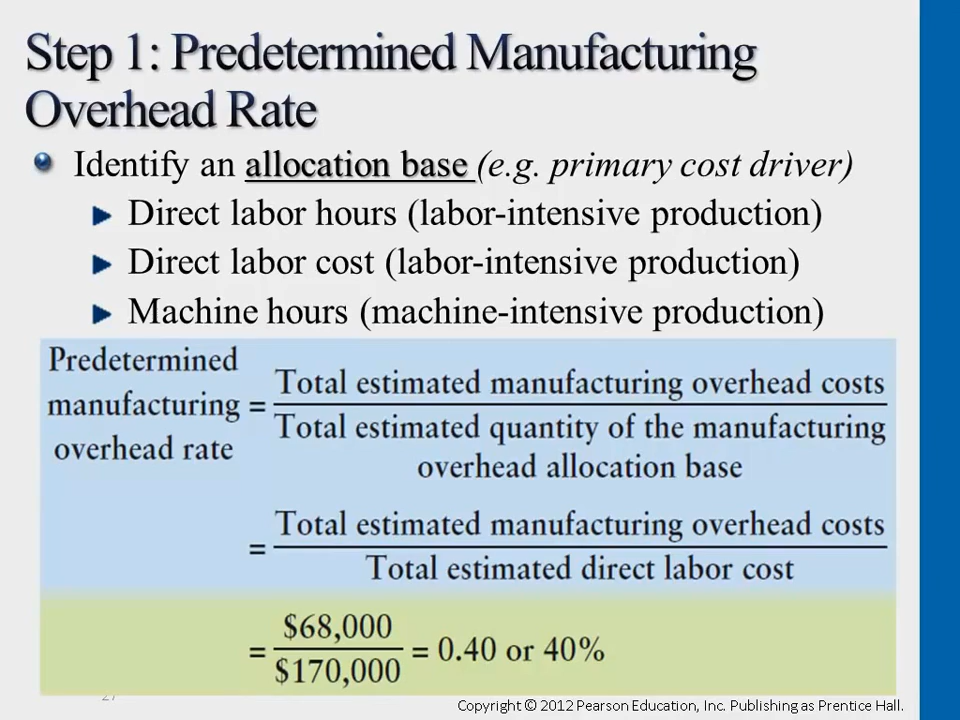 Step 1: Predetermined Manufacturing
Overhead Rate
Identify an allocation base (e.g. primary cost driver)
Direct labor hours (labor-intensive production)
Direct labor cost (labor-intensive production)
Machine hours (machine-intensive production)
Predetermined
manufacturing
overhead rate
= Total estimated manufacturing overhead costs
Total estimated quantity of the manufacturing
overhead allocation base
= Total estimated manufacturing overhead costs
Total estimated direct labor cost
= $68,000
$170,000
= 0.40 or 40%
27
Copyright © 2012 Pearson Education, Inc. Publishing as Prentice Hall.